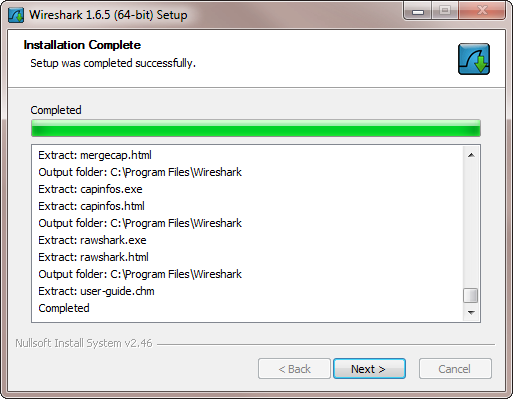 Wireshark 1.6.5 (64-bit) Setup
Installation Complete
Setup was completed successfully.
Completed
Extract: mergecap.html
Output folder: C:\Program Files\Wireshark
Extract: capinfos.exe
Extract: capinfos.html
Output folder: C:\Program Files\Wireshark
Extract: rawshark.exe
Extract: rawshark.html
Output folder: C:\Program Files\Wireshark
Extract: user-guide.chm
Completed
Nullsoft Install System v2.46
< Back
Next >
Cancel